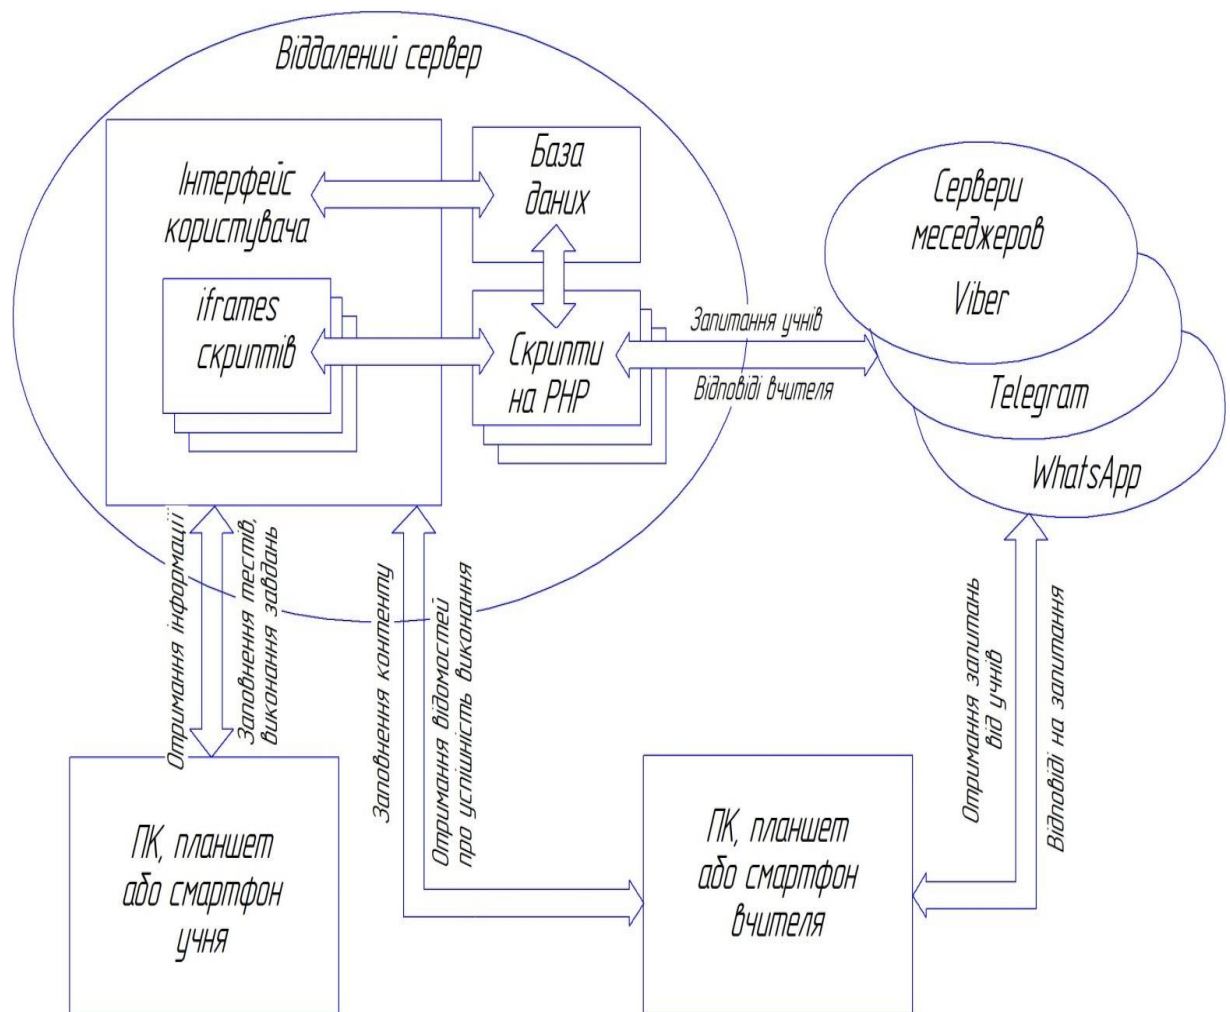 Віддалений сервер
Інтерфейс
користувача
База
даних
iframes
скриптів
Скрипти
на PHP
Запитання учнів
Відповіді вчителя
Сервери
меседжеров
Viber
Telegram
WhatsApp
Отримання інформації
Заповнення тестів,
виконання завдань
Заповнення контенту
Отримання відомостей
про успішність виконання
Отримання запитань
від учнів
Відповіді на запитання
ПК, планшет
або смартфон
учня
ПК, планшет
або смартфон
вчителя